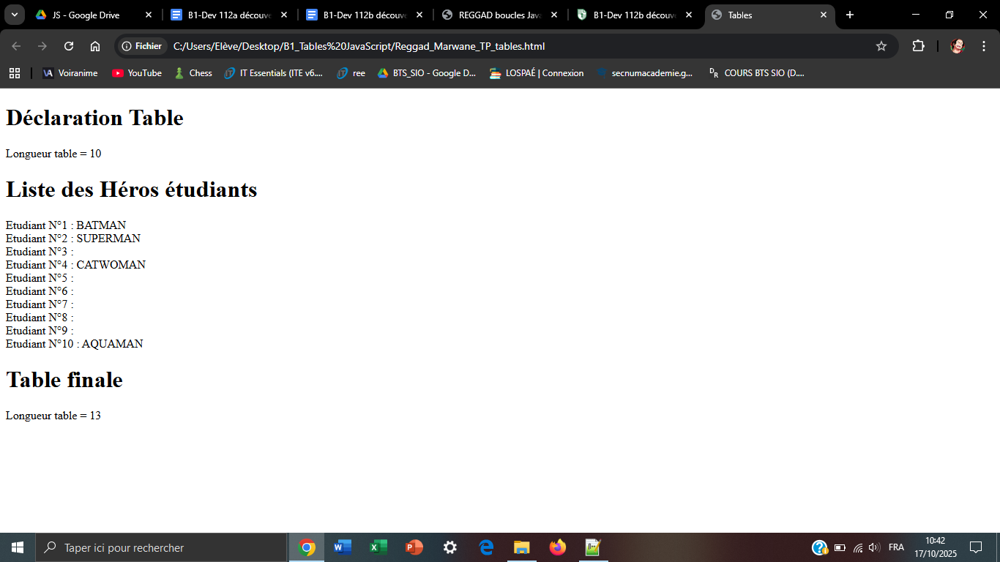 JS - Google Drive
B1-Dev 112a découve
B1-Dev 112b découve
REGGAD boucles Java
B1-Dev 112b découv
Tables
Fichier
C:/Users/Elève/Desktop/B1_Tables%20JavaScript/Reggad_Marwane_TP_tables.html
VA Voiranime
YouTube
Chess
IT Essentials (ITE v6....
ree
BTS_SIO - Google D...
LOSPAÉ | Connexion
secnumacademie.g...
DR COURS BTS SIO (D....
Déclaration Table
Longueur table = 10
Liste des Héros étudiants
Etudiant N°1 : BATMAN
Etudiant N°2 : SUPERMAN
Etudiant N°3 :
Etudiant N°4 : CATWOMAN
Etudiant N°5 :
Etudiant N°6 :
Etudiant N°7 :
Etudiant N°8 :
Etudiant N°9 :
Etudiant N°10 : AQUAMAN
Table finale
Longueur table = 13
Taper ici pour rechercher
FRA
10:42
17/10/2025